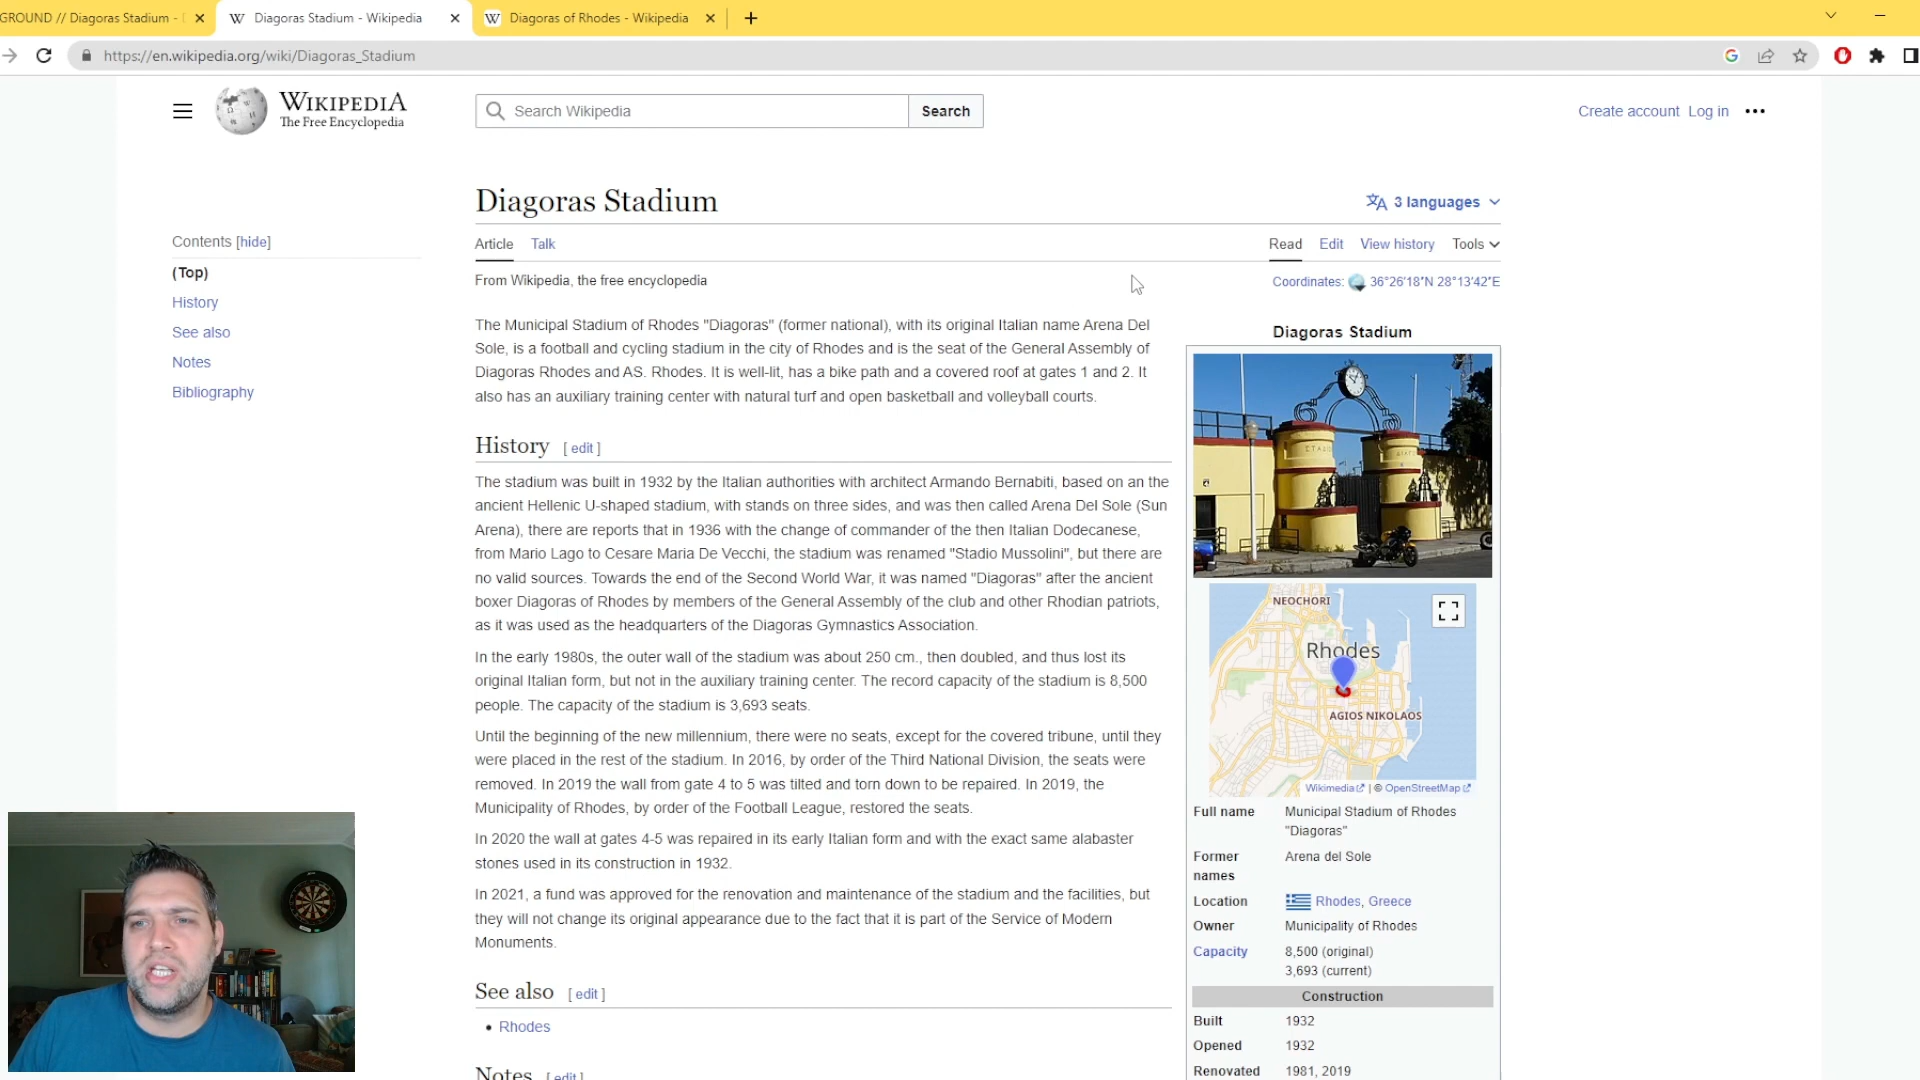 GROUND // Diagoras Stadium -
Diagoras Stadium - Wikipedia
Diagoras of Rhodes - Wikipedia
https://en.wikipedia.org/wiki/Diagoras_Stadium
WIKIPEDIA
The Free Encyclopedia
Search Wikipedia
Search
Create account Log in
Diagoras Stadium
3 languages
Contents [hide]
(Top)
History
See also
Notes
Bibliography
Article Talk
Read Edit View history Tools
From Wikipedia, the free encyclopedia
Coordinates: 36°26′18″N 28°13′42″E
The Municipal Stadium of Rhodes "Diagoras" (former national), with its original Italian name Arena Del
Sole, is a football and cycling stadium in the city of Rhodes and is the seat of the General Assembly of
Diagoras Rhodes and AS. Rhodes. It is well-lit, has a bike path and a covered roof at gates 1 and 2. It
also has an auxiliary training center with natural turf and open basketball and volleyball courts.
History [ edit ]
The stadium was built in 1932 by the Italian authorities with architect Armando Bernabiti, based on an the
ancient Hellenic U-shaped stadium, with stands on three sides, and was then called Arena Del Sole (Sun
Arena), there are reports that in 1936 with the change of commander of the then Italian Dodecanese,
from Mario Lago to Cesare Maria De Vecchi, the stadium was renamed "Stadio Mussolini", but there are
no valid sources. Towards the end of the Second World War, it was named "Diagoras" after the ancient
boxer Diagoras of Rhodes by members of the General Assembly of the club and other Rhodian patriots,
as it was used as the headquarters of the Diagoras Gymnastics Association.
In the early 1980s, the outer wall of the stadium was about 250 cm., then doubled, and thus lost its
original Italian form, but not in the auxiliary training center. The record capacity of the stadium is 8,500
people. The capacity of the stadium is 3,693 seats.
Until the beginning of the new millennium, there were no seats, except for the covered tribune, until they
were placed in the rest of the stadium. In 2016, by order of the Third National Division, the seats were
removed. In 2019 the wall from gate 4 to 5 was tilted and torn down to be repaired. In 2019, the
Municipality of Rhodes, by order of the Football League, restored the seats.
In 2020 the wall at gates 4-5 was repaired in its early Italian form and with the exact same alabaster
stones used in its construction in 1932.
In 2021, a fund was approved for the renovation and maintenance of the stadium and the facilities, but
they will not change its original appearance due to the fact that it is part of the Service of Modern
Monuments.
See also [ edit ]
Rhodes
Notes [ edit ]
Diagoras Stadium
NEOCHORI
Rhodes
AGIOS NIKOLAOS
Wikimedia | © OpenStreetMap
Full name Municipal Stadium of Rhodes
"Diagoras"
Former Arena del Sole
names
Location Rhodes, Greece
Owner Municipality of Rhodes
Capacity 8,500 (original)
3,693 (current)
Construction
Built 1932
Opened 1932
Renovated 1981, 2019